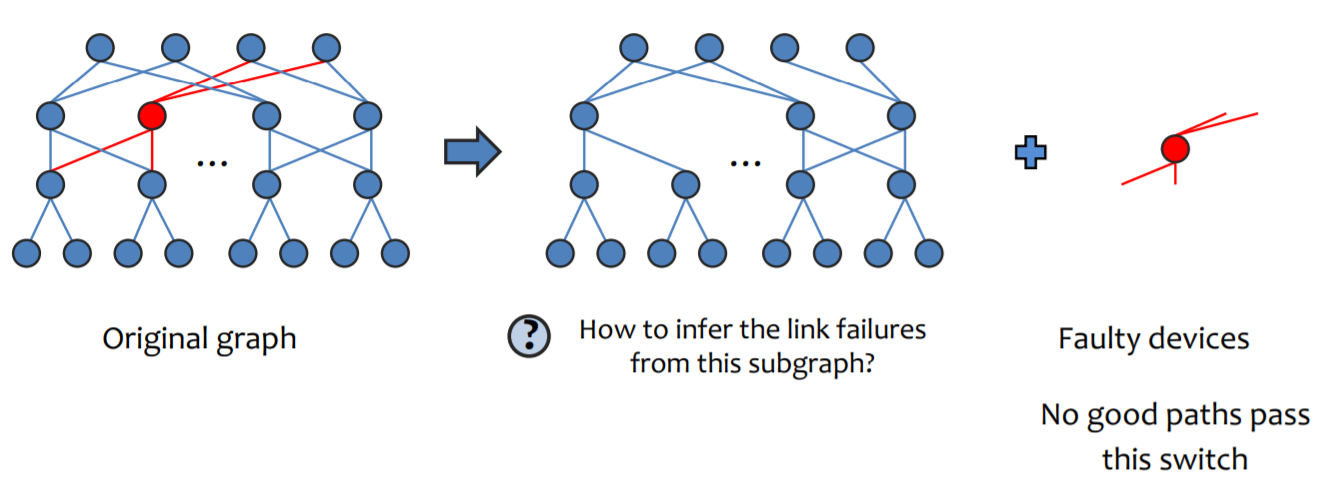 ...
...
Original graph
?
How to infer the link failures
from this subgraph?
Faulty devices
No good paths pass
this switch